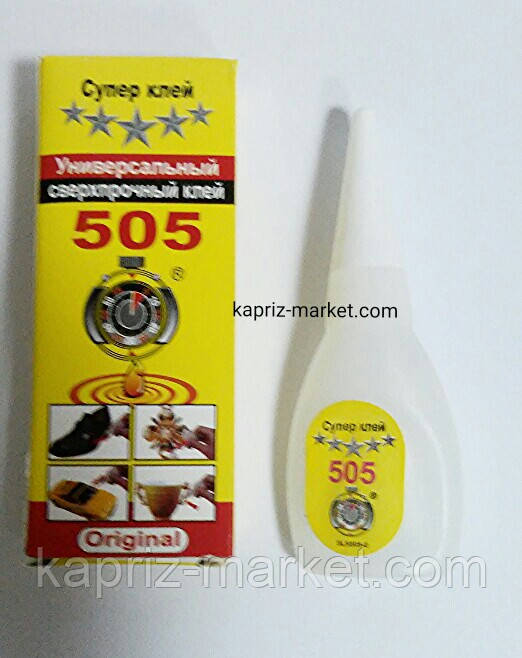 Супер клей
Универсальный
сверхпрочный клей
505
®
kapriz-market.com
Original
Супер клей
505
®
kapriz-market.com